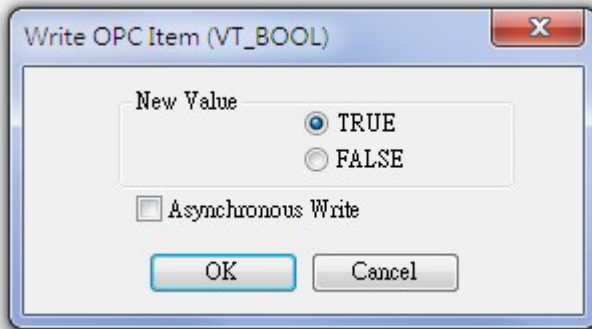 Write OPC Item (VT_BOOL)
New Value
TRUE
FALSE
Asynchronous Write
OK Cancel